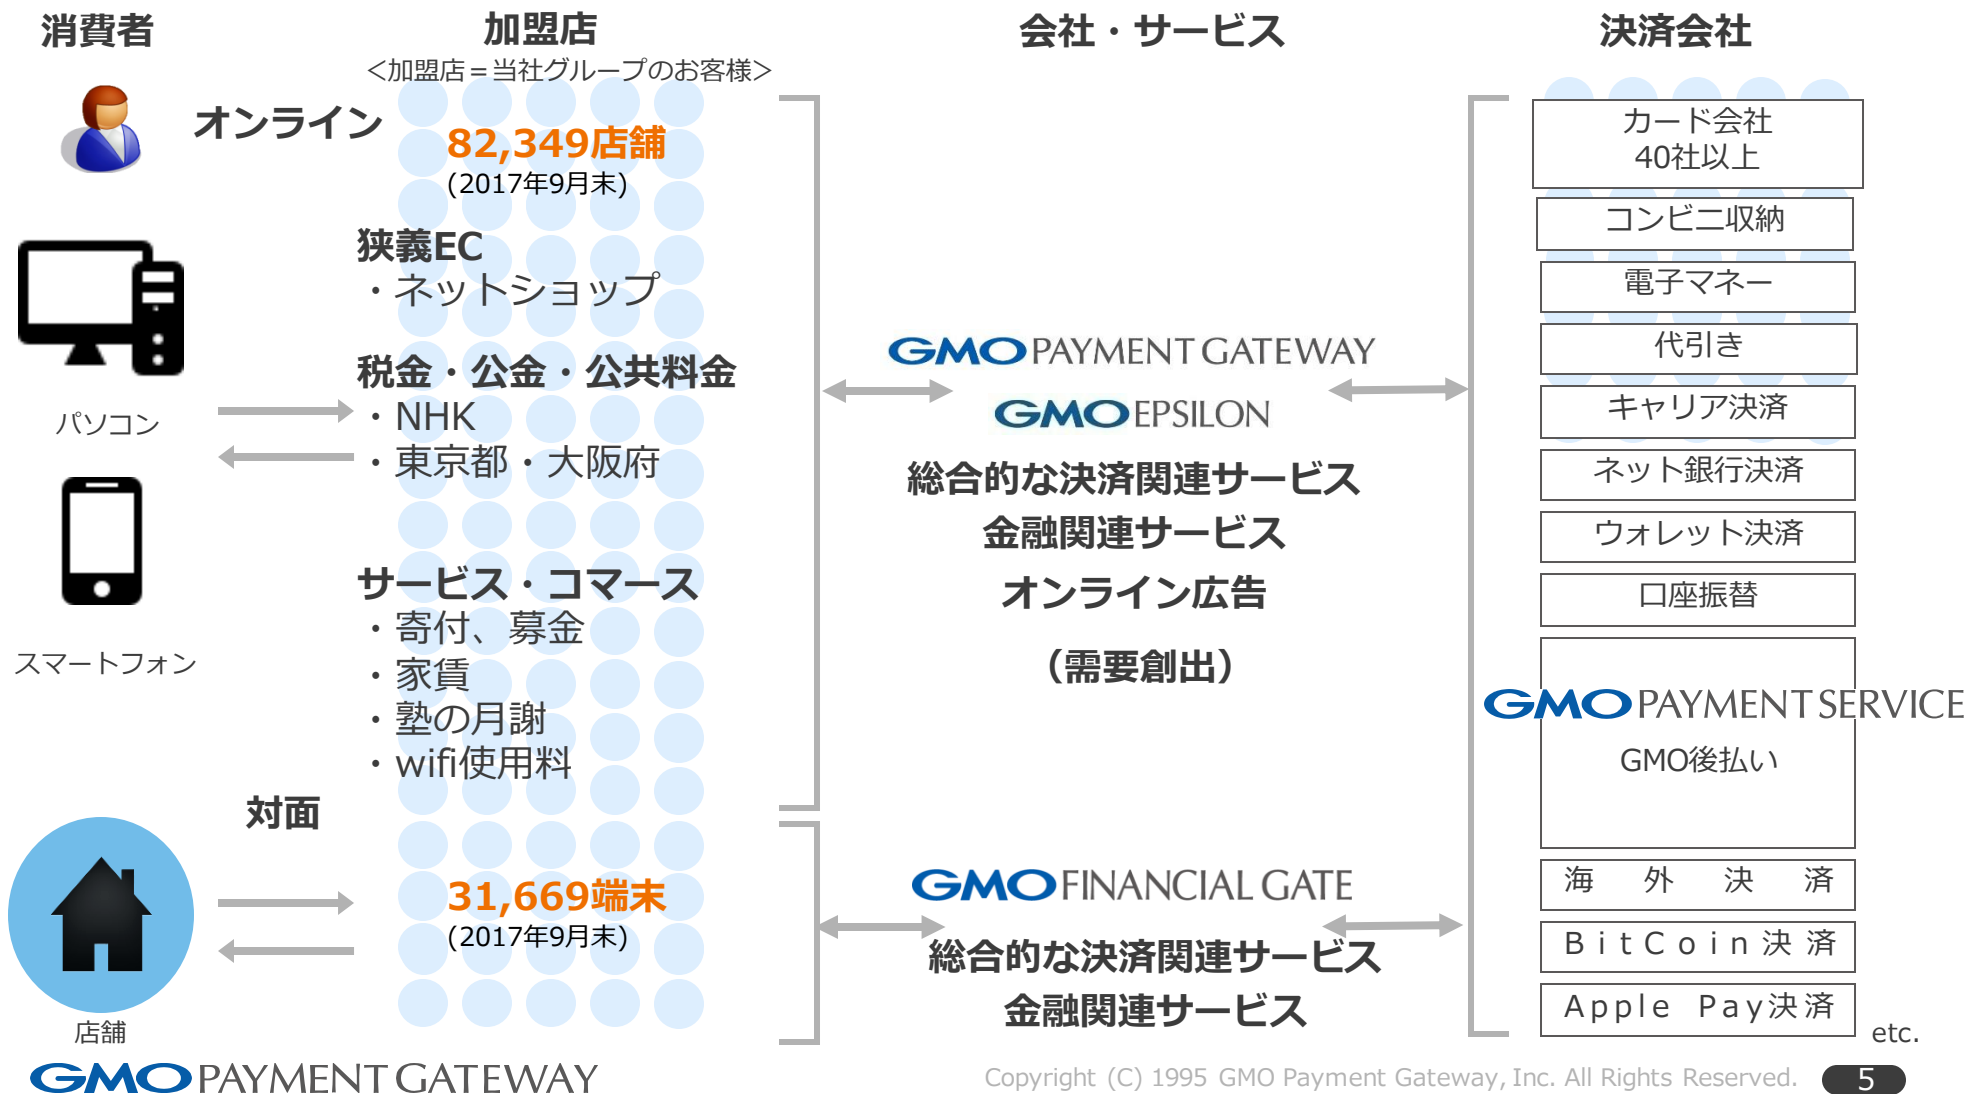 消費者
加盟店
<加盟店＝当社グループのお客様>
会社・サービス
決済会社
オンライン
82,349店舗
(2017年9月末)
狭義EC
・ネットショップ
税金・公金・公共料金
・NHK
・東京都・大阪府
サービス・コマース
・寄付、募金
・家賃
・塾の月謝
・wifi使用料
パソコン
スマートフォン
対面
31,669端末
(2017年9月末)
店舗
GMO PAYMENT GATEWAY
GMO EPSILON
総合的な決済関連サービス
金融関連サービス
オンライン広告
（需要創出）
GMO FINANCIAL GATE
総合的な決済関連サービス
金融関連サービス
カード会社
40社以上
コンビニ収納
電子マネー
代引き
キャリア決済
ネット銀行決済
ウォレット決済
口座振替
GMO PAYMENT SERVICE
GMO後払い
海外決済
BitCoin決済
Apple Pay決済
etc.
GMO PAYMENT GATEWAY
Copyright (C) 1995 GMO Payment Gateway, Inc. All Rights Reserved.
5